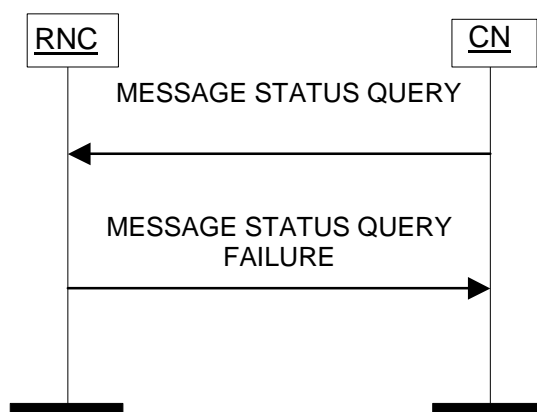 RNC
CN
MESSAGE STATUS QUERY
MESSAGE STATUS QUERY
FAILURE